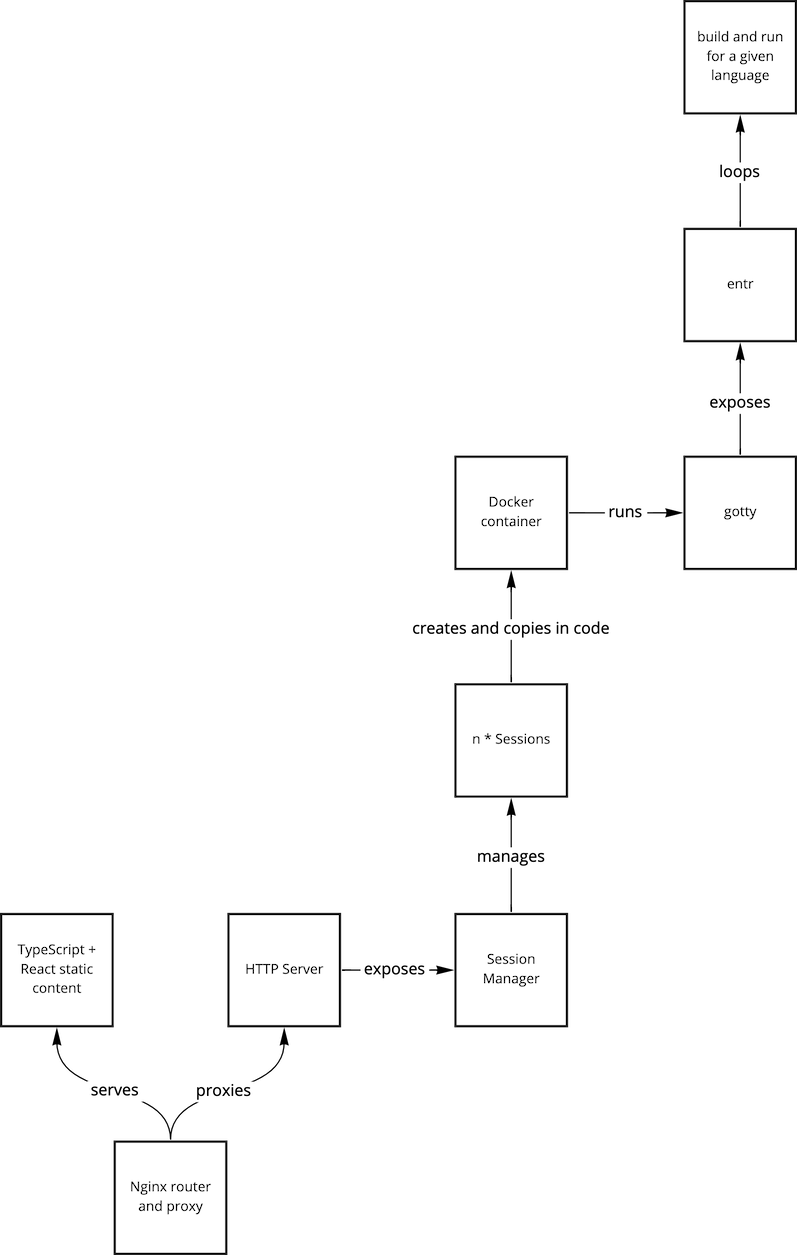 build and run
for a given
language
loops
entr
exposes
Docker
container
runs
gotty
creates and copies in code
n * Sessions
manages
TypeScript +
React static
content
HTTP Server
exposes
Session
Manager
serves
proxies
Nginx router
and proxy